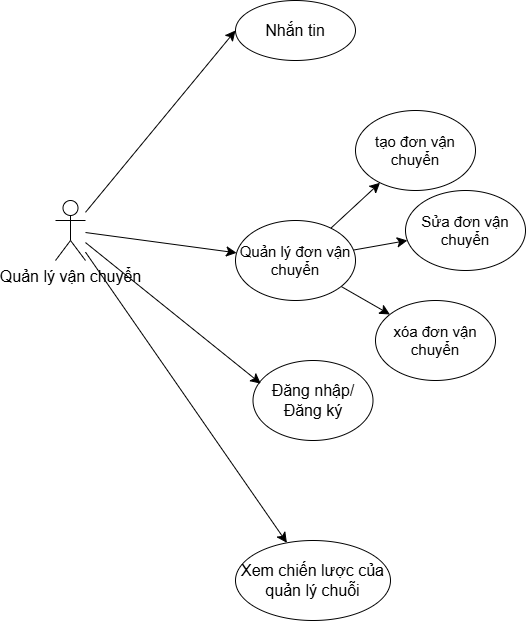 Nhắn tin
tạo đơn vận
chuyển
Sửa đơn vận
chuyển
Quản lý đơn vận
chuyển
Quản lý vận chuyển
xóa đơn vận
chuyển
Đăng nhập/
Đăng ký
Xem chiến lược của
quản lý chuỗi